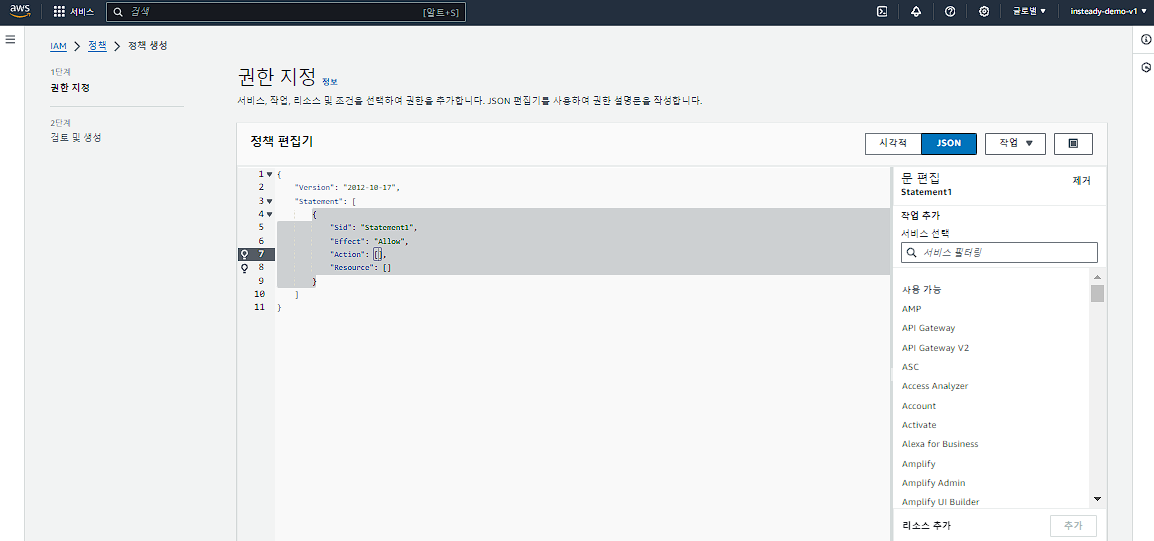 aws
서비스
검색
[알트+S]
글로벌
insteady-demo-v1
IAM
정책
정책 생성
1단계
권한 지정
2단계
검토 및 생성
권한 지정 정보
서비스, 작업, 리소스 및 조건을 선택하여 권한을 추가합니다. JSON 편집기를 사용하여 권한 설명문을 작성합니다.
정책 편집기
시각적
JSON
작업
1 {
2 "Version": "2012-10-17",
3 "Statement": [
4 {
5 "Sid": "Statement1",
6 "Effect": "Allow",
7 "Action": [],
8 "Resource": []
9 }
10 ]
11 }
문 편집
Statement1
제거
작업 추가
서비스 선택
서비스 필터링
사용 가능
AMP
API Gateway
API Gateway V2
ASC
Access Analyzer
Account
Activate
Alexa for Business
Amplify
Amplify Admin
Amplify UI Builder
리소스 추가
추가